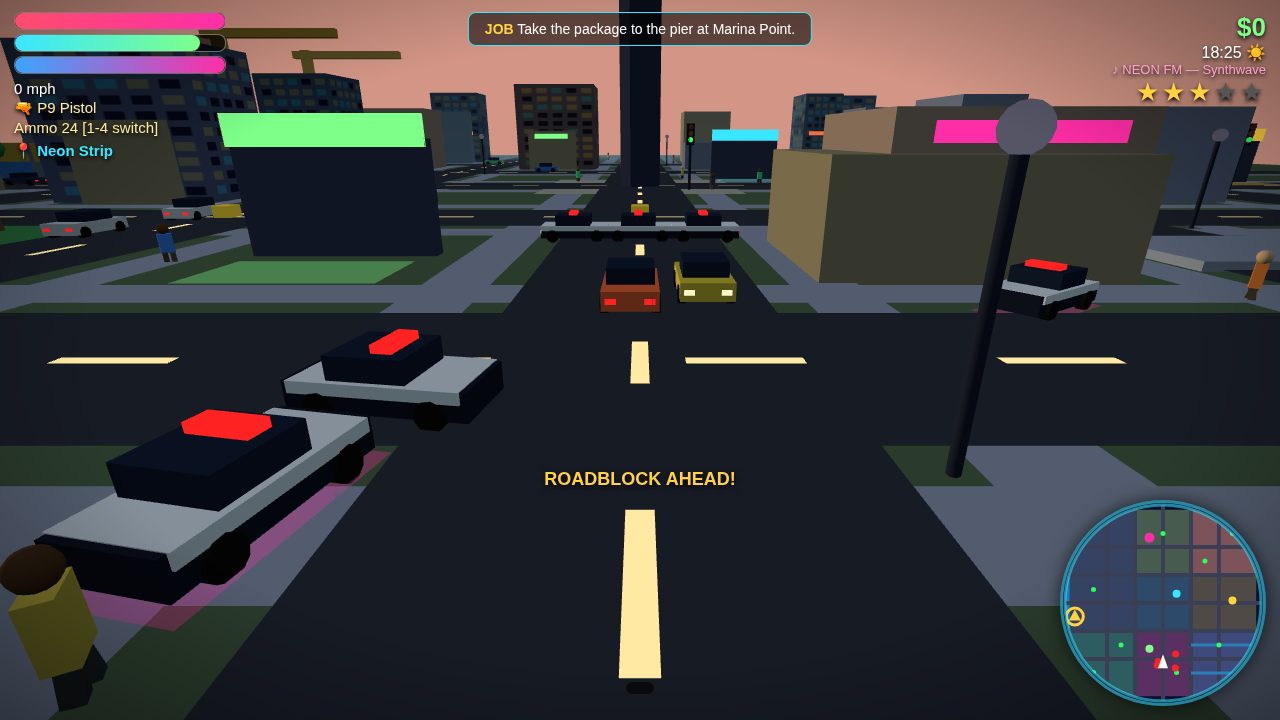 JOB Take the package to the pier at Marina Point.
$0
18:25 ☀️
♪ NEON FM — Synthwave
★★★★★
0 mph
🔫 P9 Pistol
Ammo 24 [1-4 switch]
📍 Neon Strip
ROADBLOCK AHEAD!